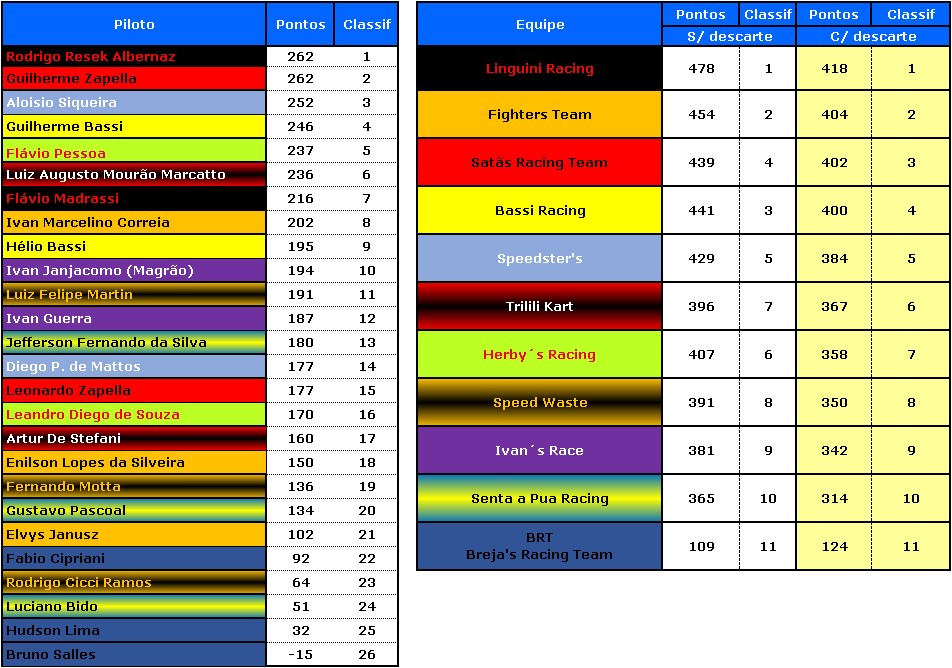 Piloto Pontos Classif
Rodrigo Resek Albernaz 262 1
Guilherme Zapella 262 2
Aloisio Siqueira 252 3
Guilherme Bassi 246 4
Flávio Pessoa 237 5
Luiz Augusto Mourão Marcatto 236 6
Flávio Madrassi 216 7
Ivan Marcelino Correia 202 8
Hélio Bassi 195 9
Ivan Janjacomo (Magrão) 194 10
Luiz Felipe Martin 191 11
Ivan Guerra 187 12
Jefferson Fernando da Silva 180 13
Diego P. de Mattos 177 14
Leonardo Zapella 177 15
Leandro Diego de Souza 170 16
Artur De Stefani 160 17
Enilson Lopes da Silveira 150 18
Fernando Motta 136 19
Gustavo Pascoal 134 20
Elvys Janusz 102 21
Fabio Cipriani 92 22
Rodrigo Cicci Ramos 64 23
Luciano Bido 51 24
Hudson Lima 32 25
Bruno Salles -15 26
Equipe Pontos Classif Pontos Classif
S/ descarte C/ descarte
Linguini Racing 478 1 418 1
Fighters Team 454 2 404 2
Satãs Racing Team 439 4 402 3
Bassi Racing 441 3 400 4
Speedster's 429 5 384 5
Trilili Kart 396 7 367 6
Herby´s Racing 407 6 358 7
Speed Waste 391 8 350 8
Ivan´s Race 381 9 342 9
Senta a Pua Racing 365 10 314 10
BRT
Breja's Racing Team 109 11 124 11